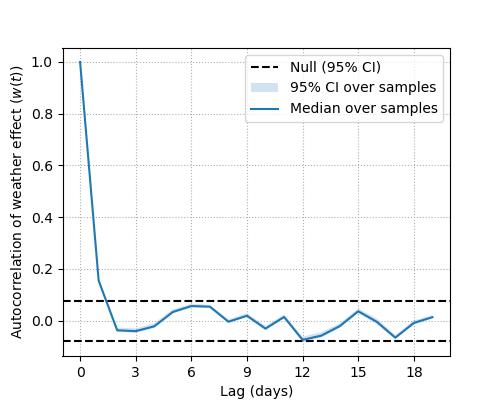 Null (95% CI)
95% CI over samples
Median over samples
Autocorrelation of weather effect (w(t))
1.0
0.8
0.6
0.4
0.2
0.0
0 3 6 9 12 15 18
Lag (days)